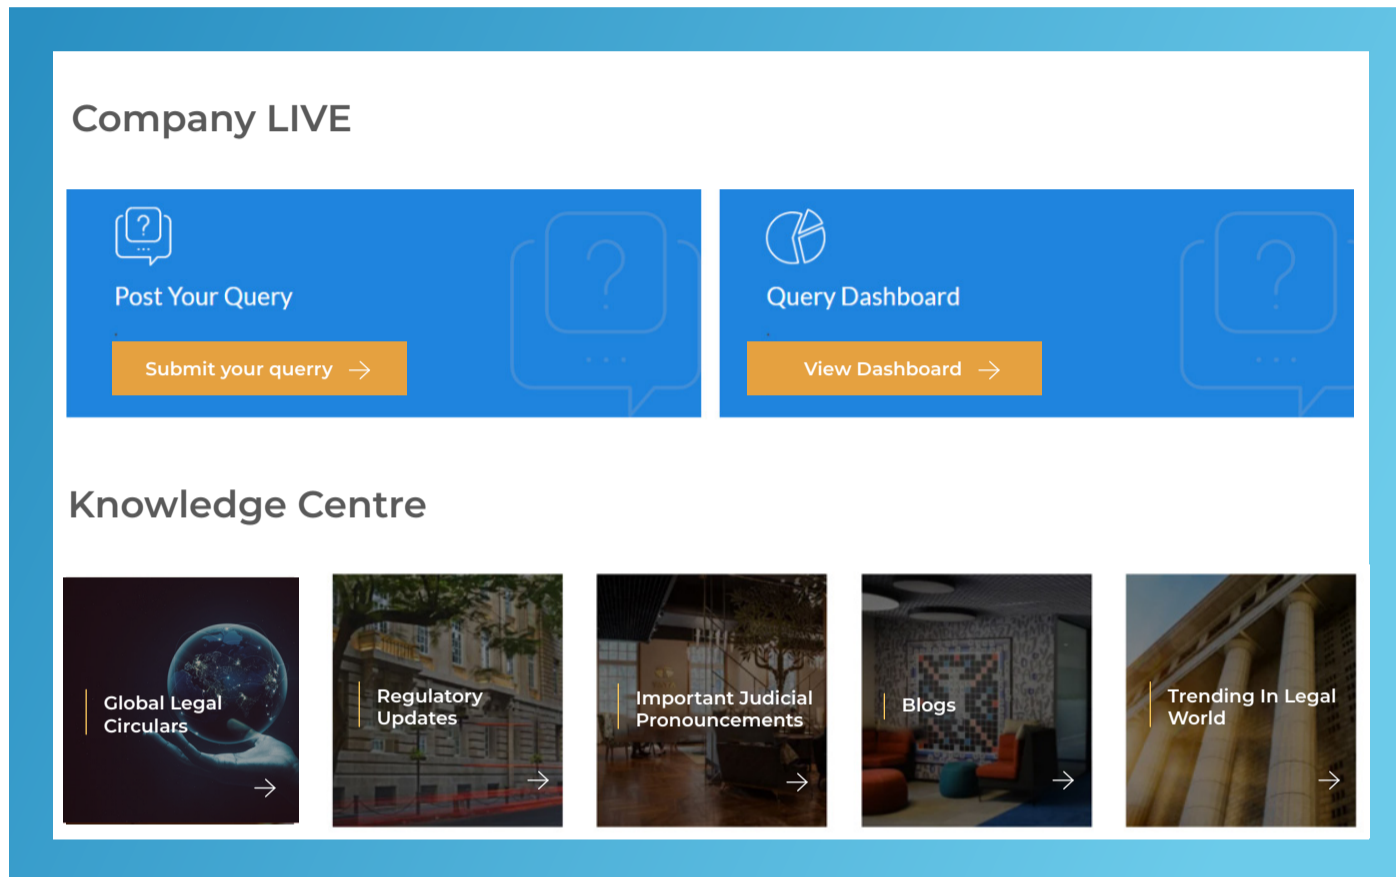 Company LIVE
Post Your Query
Submit your querry
Query Dashboard
View Dashboard
Knowledge Centre
Global Legal
Circulars
Regulatory
Updates
Important Judicial
Pronouncements
Blogs
Trending In Legal
World